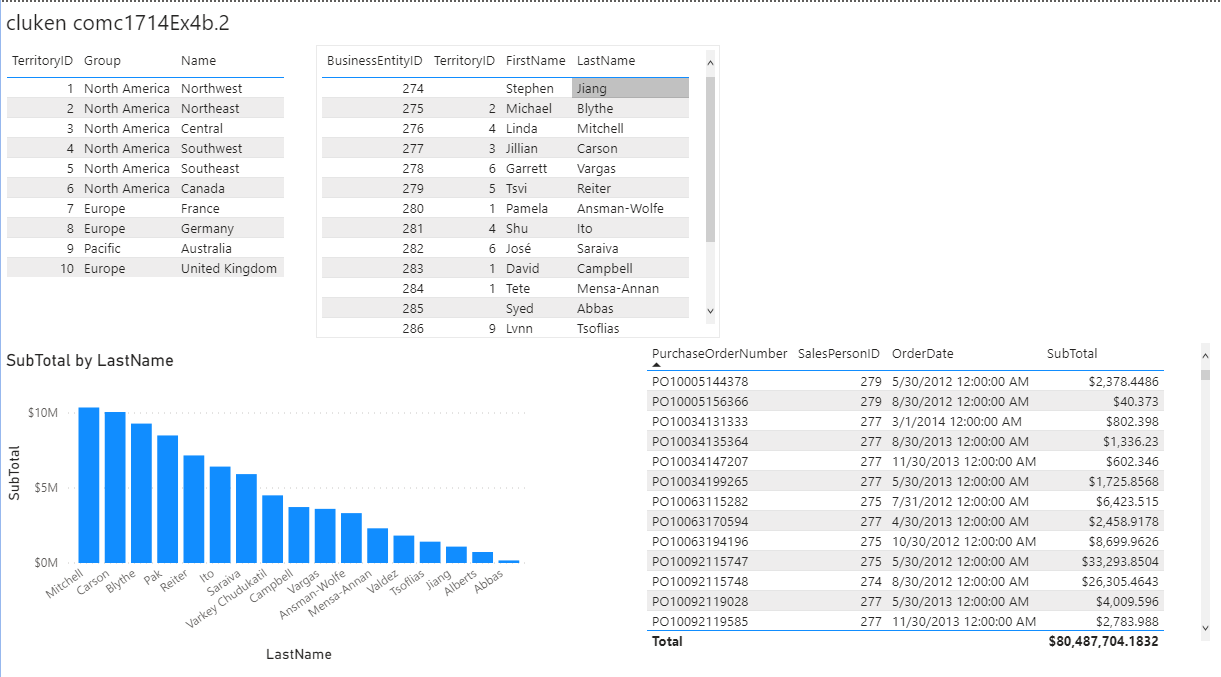 cluken comc1714Ex4b.2
TerritoryID Group Name
1 North America Northwest
2 North America Northeast
3 North America Central
4 North America Southwest
5 North America Southeast
6 North America Canada
7 Europe France
8 Europe Germany
9 Pacific Australia
10 Europe United Kingdom
BusinessEntityID TerritoryID FirstName LastName
274 Stephen Jiang
275 2 Michael Blythe
276 4 Linda Mitchell
277 3 Jillian Carson
278 6 Garrett Vargas
279 5 Tsvi Reiter
280 1 Pamela Ansman-Wolfe
281 4 Shu Ito
282 6 José Saraiva
283 1 David Campbell
284 1 Tete Mensa-Annan
285 Syed Abbas
286 9 Lynn Tsoflias
SubTotal by LastName
$10M
$5M
$0M
SubTotal
Mitchell
Carson
Blythe
Pak
Reiter
Ito
Saraiva
Varkey Chudukatil
Campbell
Vargas
Ansman-Wolfe
Mensa-Annan
Valdez
Tsoflias
Jiang
Alberts
Abbas
LastName
PurchaseOrderNumber SalesPersonID OrderDate SubTotal
PO10005144378 279 5/30/2012 12:00:00 AM $2,378.4486
PO10005156366 279 8/30/2012 12:00:00 AM $40.373
PO10034131333 277 3/1/2014 12:00:00 AM $802.398
PO10034135364 277 8/30/2013 12:00:00 AM $1,336.23
PO10034147207 277 11/30/2013 12:00:00 AM $602.346
PO10034199265 277 5/30/2013 12:00:00 AM $1,725.8568
PO10063115282 275 7/31/2012 12:00:00 AM $6,423.515
PO10063170594 277 4/30/2013 12:00:00 AM $2,458.9178
PO10063194196 275 10/30/2012 12:00:00 AM $8,699.9626
PO10092115747 275 5/30/2012 12:00:00 AM $33,293.8504
PO10092115748 274 8/30/2012 12:00:00 AM $26,305.4643
PO10092119028 277 5/30/2013 12:00:00 AM $4,009.596
PO10092119585 277 11/30/2013 12:00:00 AM $2,783.988
Total $80,487,704.1832